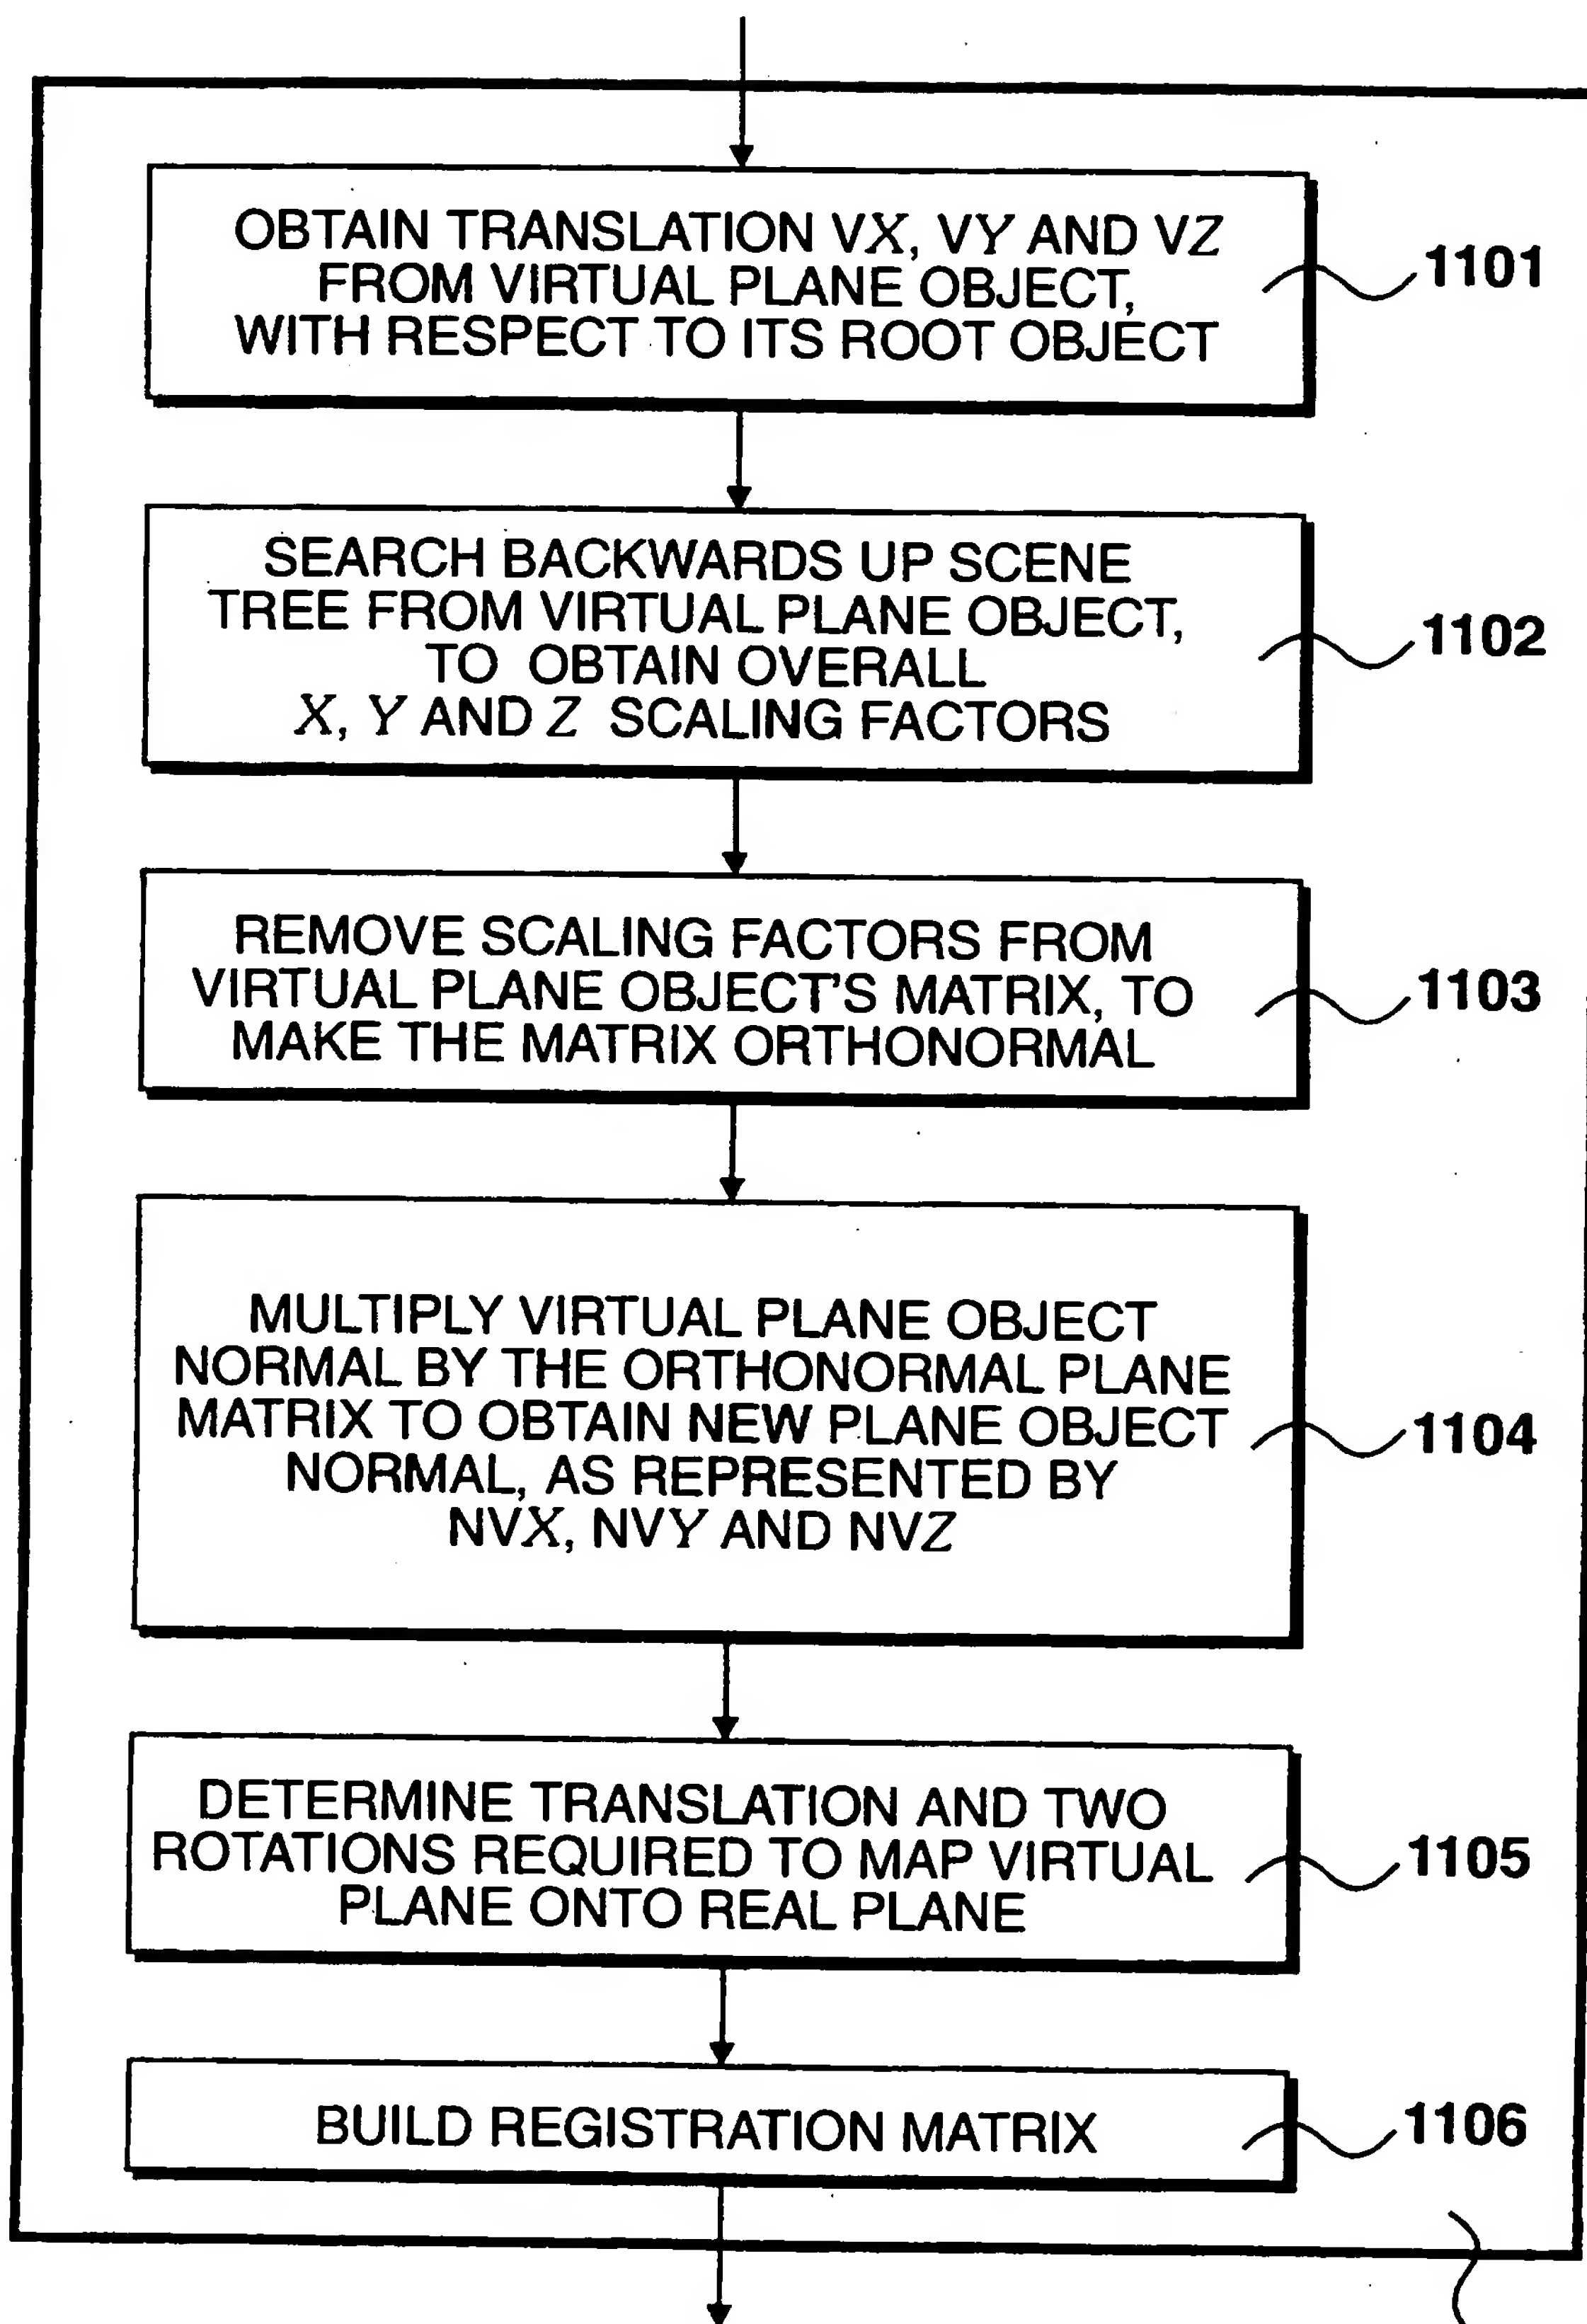 OBTAIN TRANSLATION VX, VY AND VZ
FROM VIRTUAL PLANE OBJECT,
WITH RESPECT TO ITS ROOT OBJECT
1101
SEARCH BACKWARDS UP SCENE
TREE FROM VIRTUAL PLANE OBJECT,
TO OBTAIN OVERALL
X, Y AND Z SCALING FACTORS
1102
REMOVE SCALING FACTORS FROM
VIRTUAL PLANE OBJECT'S MATRIX, TO
MAKE THE MATRIX ORTHONORMAL
1103
MULTIPLY VIRTUAL PLANE OBJECT
NORMAL BY THE ORTHONORMAL PLANE
MATRIX TO OBTAIN NEW PLANE OBJECT
NORMAL, AS REPRESENTED BY
NVX, NVY AND NVZ
1104
DETERMINE TRANSLATION AND TWO
ROTATIONS REQUIRED TO MAP VIRTUAL
PLANE ONTO REAL PLANE
1105
BUILD REGISTRATION MATRIX
1106